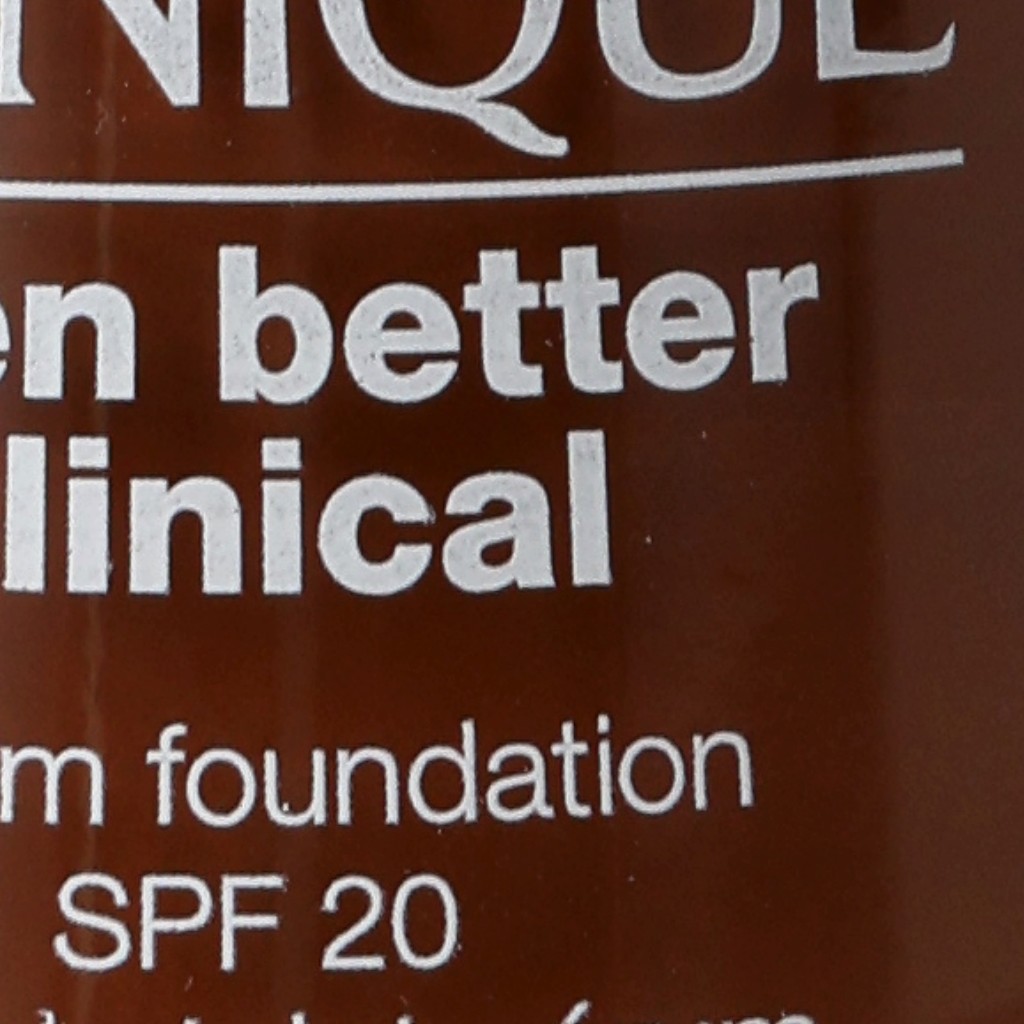 NIQUE
en better
linical
m foundation
SPF 20